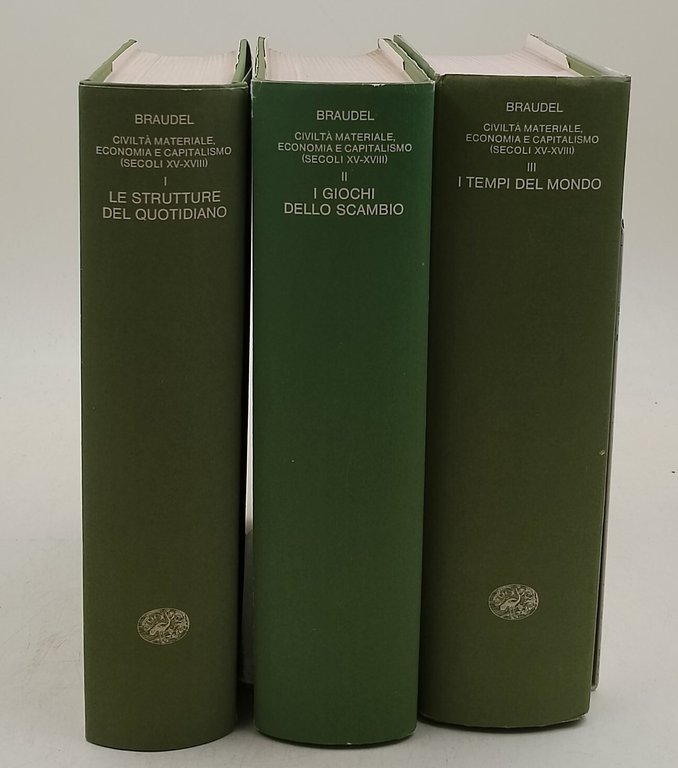 BRAUDEL
CIVILTÀ MATERIALE,
ECONOMIA E CAPITALISMO
(SECOLI XV-XVIII)
I
LE STRUTTURE
DEL QUOTIDIANO
BRAUDEL
CIVILTÀ MATERIALE,
ECONOMIA E CAPITALISMO
(SECOLI XV-XVIII)
II
I GIOCHI
DELLO SCAMBIO
BRAUDEL
CIVILTÀ MATERIALE,
ECONOMIA E CAPITALISMO
(SECOLI XV-XVIII)
III
I TEMPI DEL MONDO